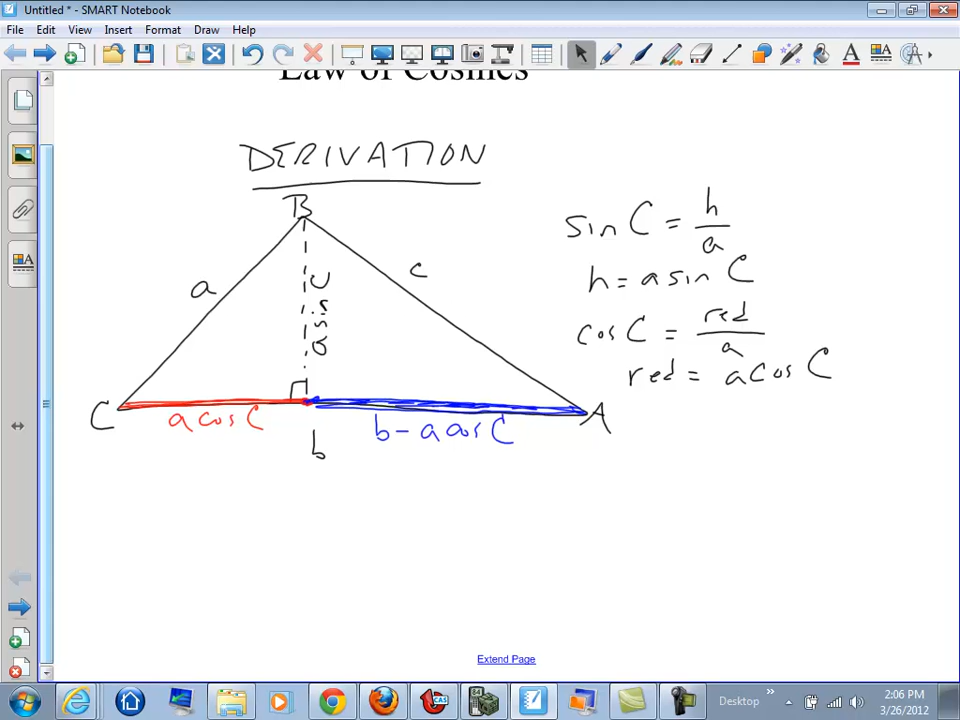 Untitled * - SMART Notebook
File Edit View Insert Format Draw Help
Law of Cosines
DERIVATION
B
a
c
a sin C
C
A
a cos C
b - a cos C
b
sin C = h/a
h = a sin C
cos C = red/a
red = a cos C
Extend Page
Desktop
2:06 PM
3/26/2012